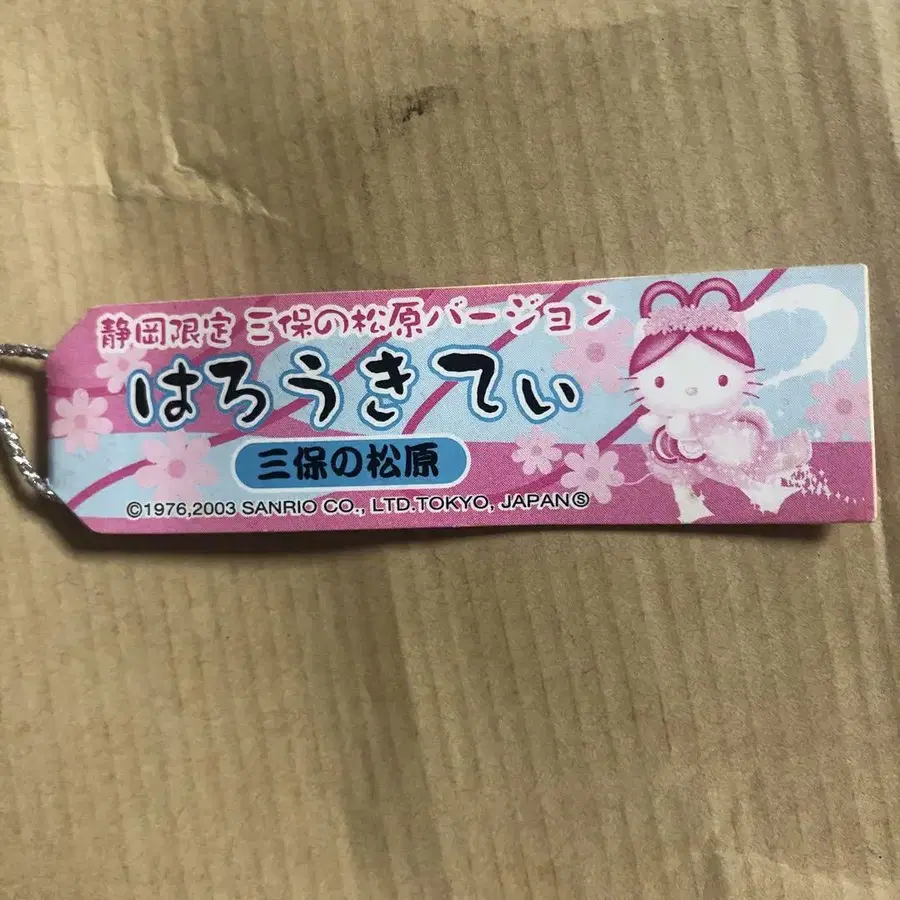 静岡限定 三保の松原バージョン
はろうきてぃ
三保の松原
©1976,2003 SANRIO CO., LTD.TOKYO, JAPANⓈ